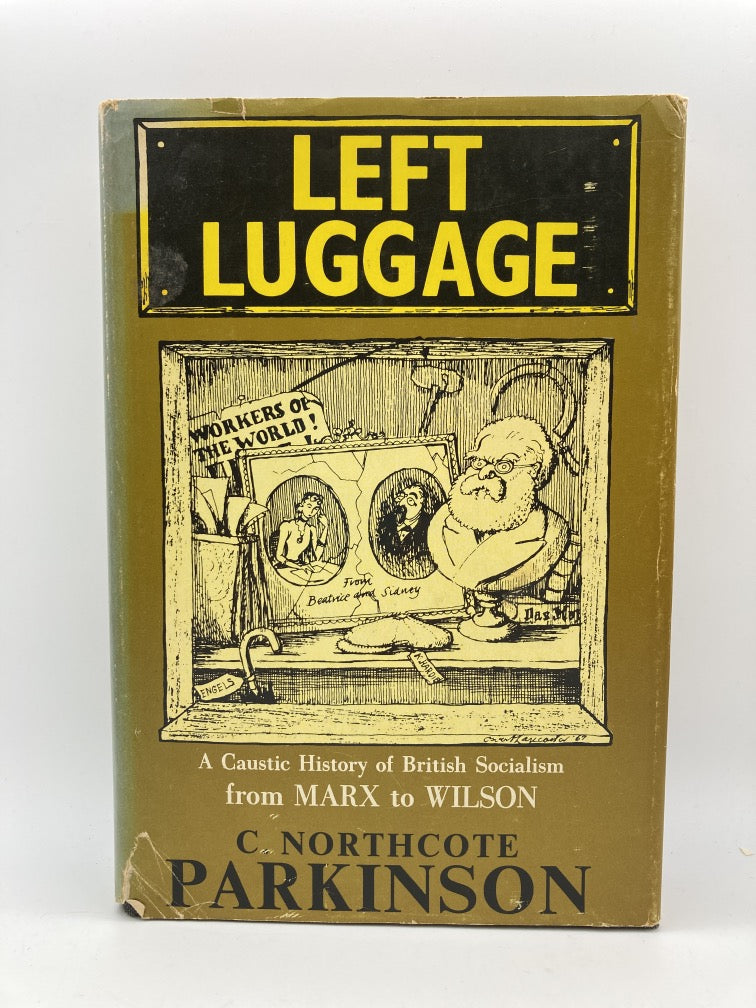 LEFT
LUGGAGE
WORKERS OF
THE WORLD!
From
Beatrice and Sidney
Das
ENGELS
A Caustic History of British Socialism
from MARX to WILSON
C. NORTHCOTE
PARKINSON